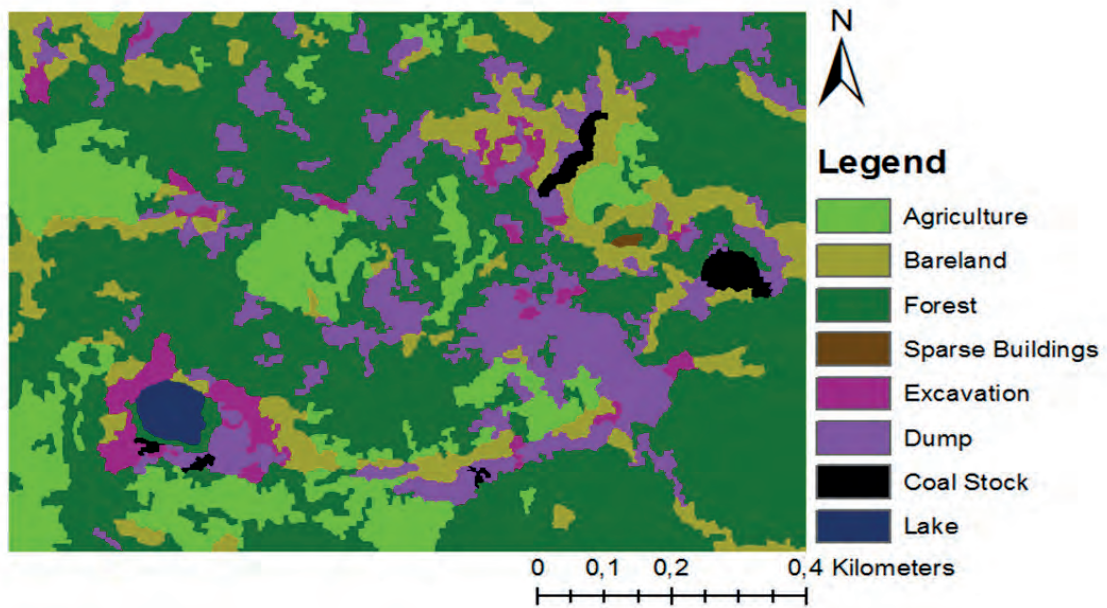 N
Legend
Agriculture
Bareland
Forest
Sparse Buildings
Excavation
Dump
Coal Stock
Lake
0 0,1 0,2 0,4 Kilometers